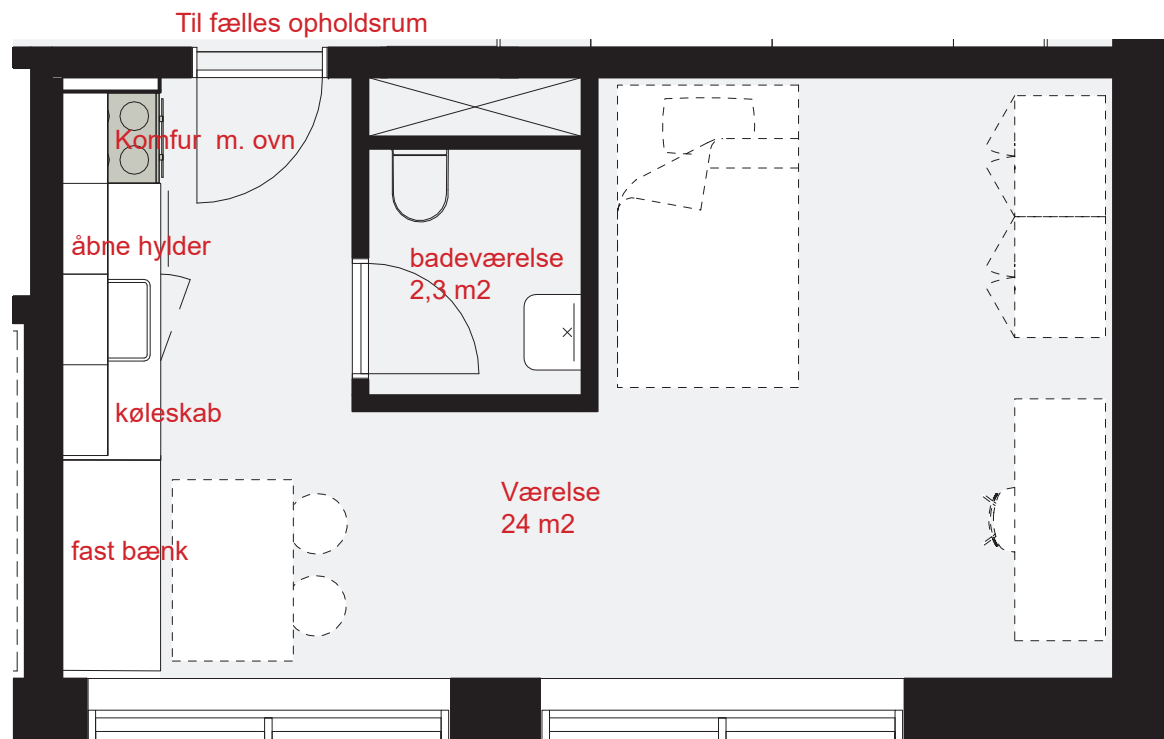 Til fælles opholdsrum
Komfur m. ovn
åbne hylder
badeværelse
2,3 m2
køleskab
Værelse
24 m2
fast bænk